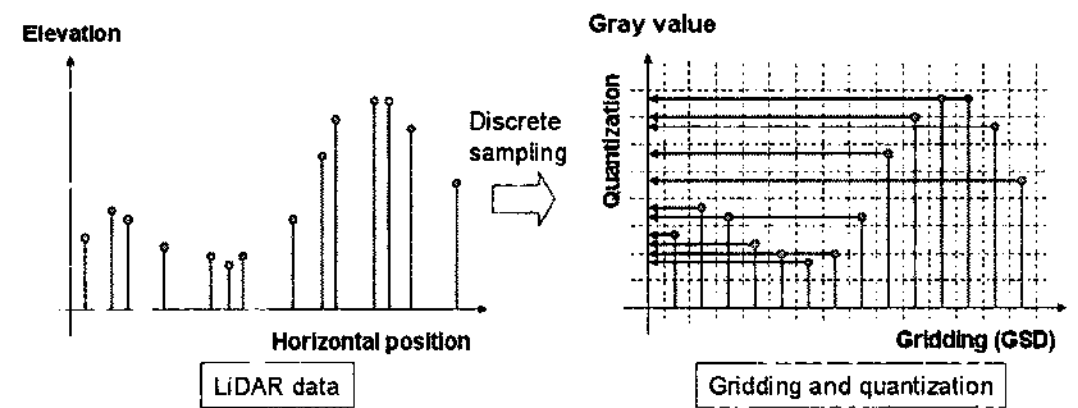 Elevation
Horizontal position
LiDAR data
Discrete
sampling
Gray value
Quantization
Gridding (GSD)
Gridding and quantization